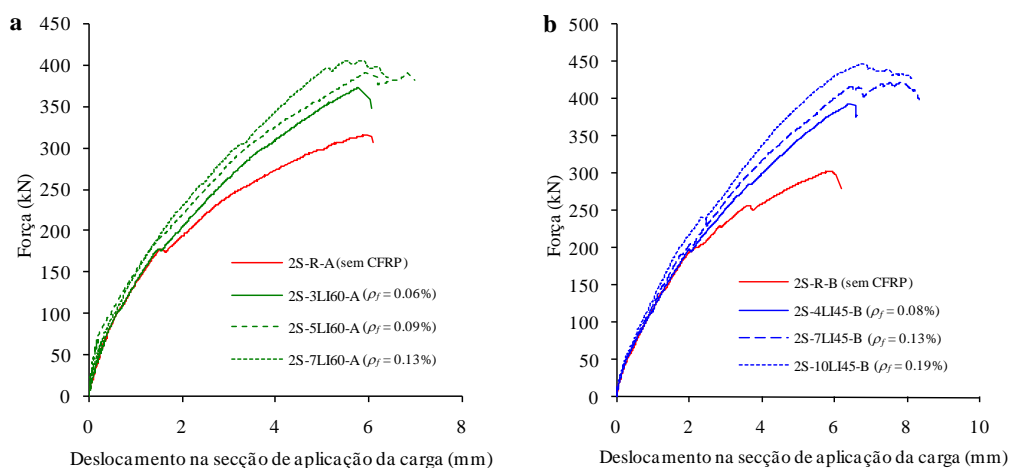 a
450
400
350
300
250
200
150
100
50
0
Força (kN)
2S-R-A (sem CFRP)
2S-3LI60-A (ρf = 0.06%)
2S-5LI60-A (ρf = 0.09%)
2S-7LI60-A (ρf = 0.13%)
0 2 4 6 8
Deslocamento na secção de aplicação da carga (mm)
b
500
450
400
350
300
250
200
150
100
50
0
Força (kN)
2S-R-B (sem CFRP)
2S-4LI45-B (ρf = 0.08%)
2S-7LI45-B (ρf = 0.13%)
2S-10LI45-B (ρf = 0.19%)
0 2 4 6 8 10
Deslocamento na secção de aplicação da carga (mm)